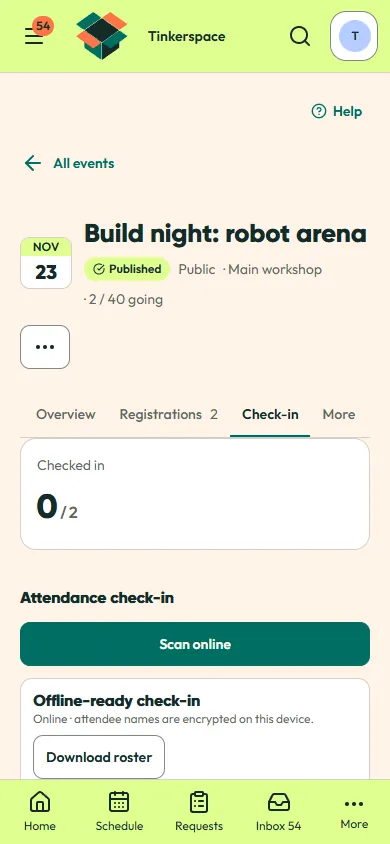 54
Tinkerspace
T
Help
All events
NOV
23
Build night: robot arena
Published Public · Main workshop
· 2 / 40 going
Overview Registrations 2 Check-in More
Checked in
0 / 2
Attendance check-in
Scan online
Offline-ready check-in
Online · attendee names are encrypted on this device.
Download roster
Home Schedule Requests Inbox 54 More